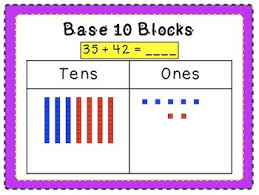 Base 10 Blocks
35 + 42 = ____
Tens Ones